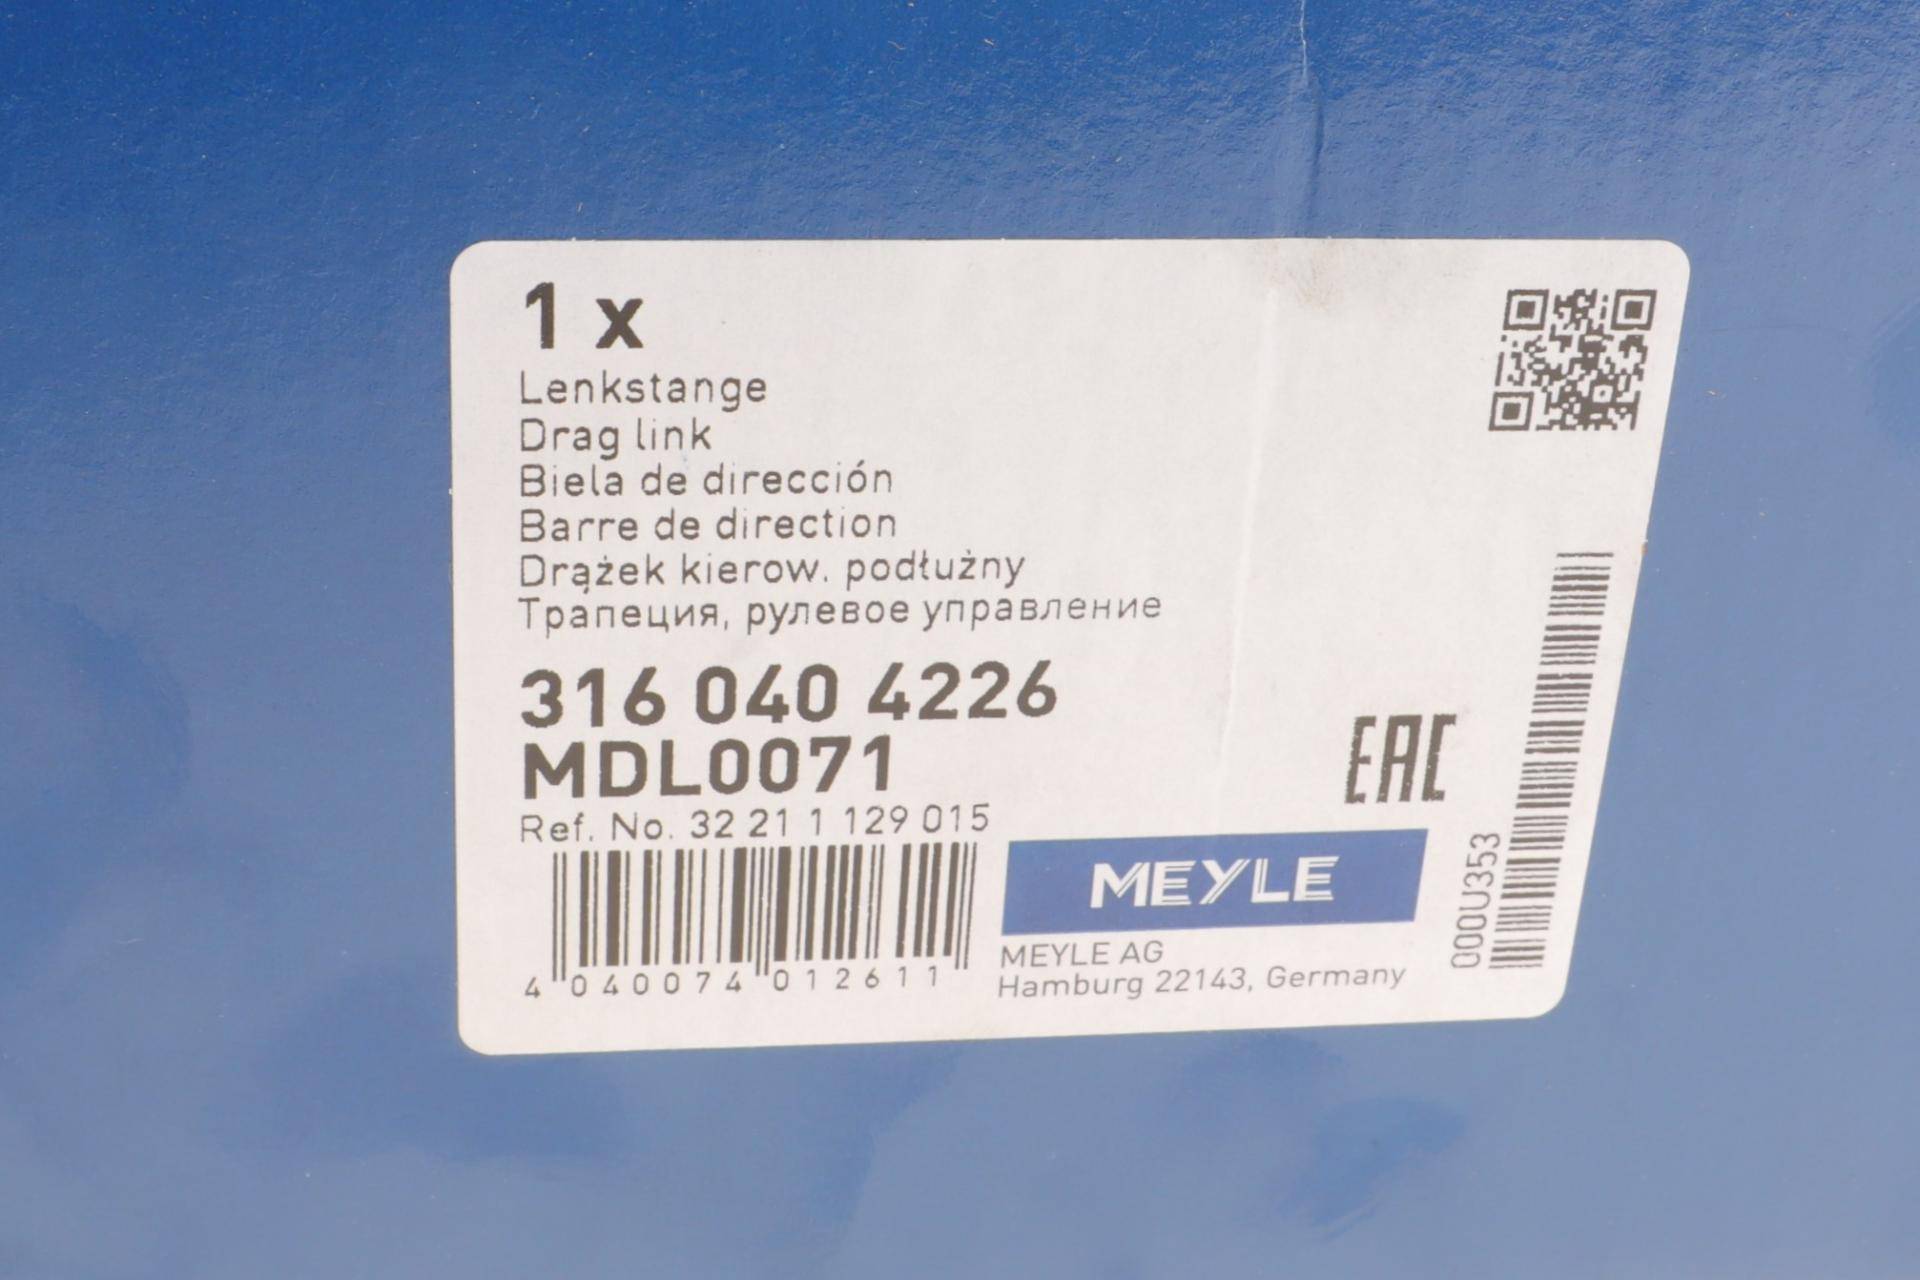 1 x
Lenkstange
Drag link
Biela de dirección
Barre de direction
Drążek kierow. podłużny
Трапеция, рулевое управление
316 040 4226
MDL0071
Ref. No. 32 21 1 129 015
4 040074 012611
EAC
MEYLE
MEYLE AG
Hamburg 22143, Germany
000U353